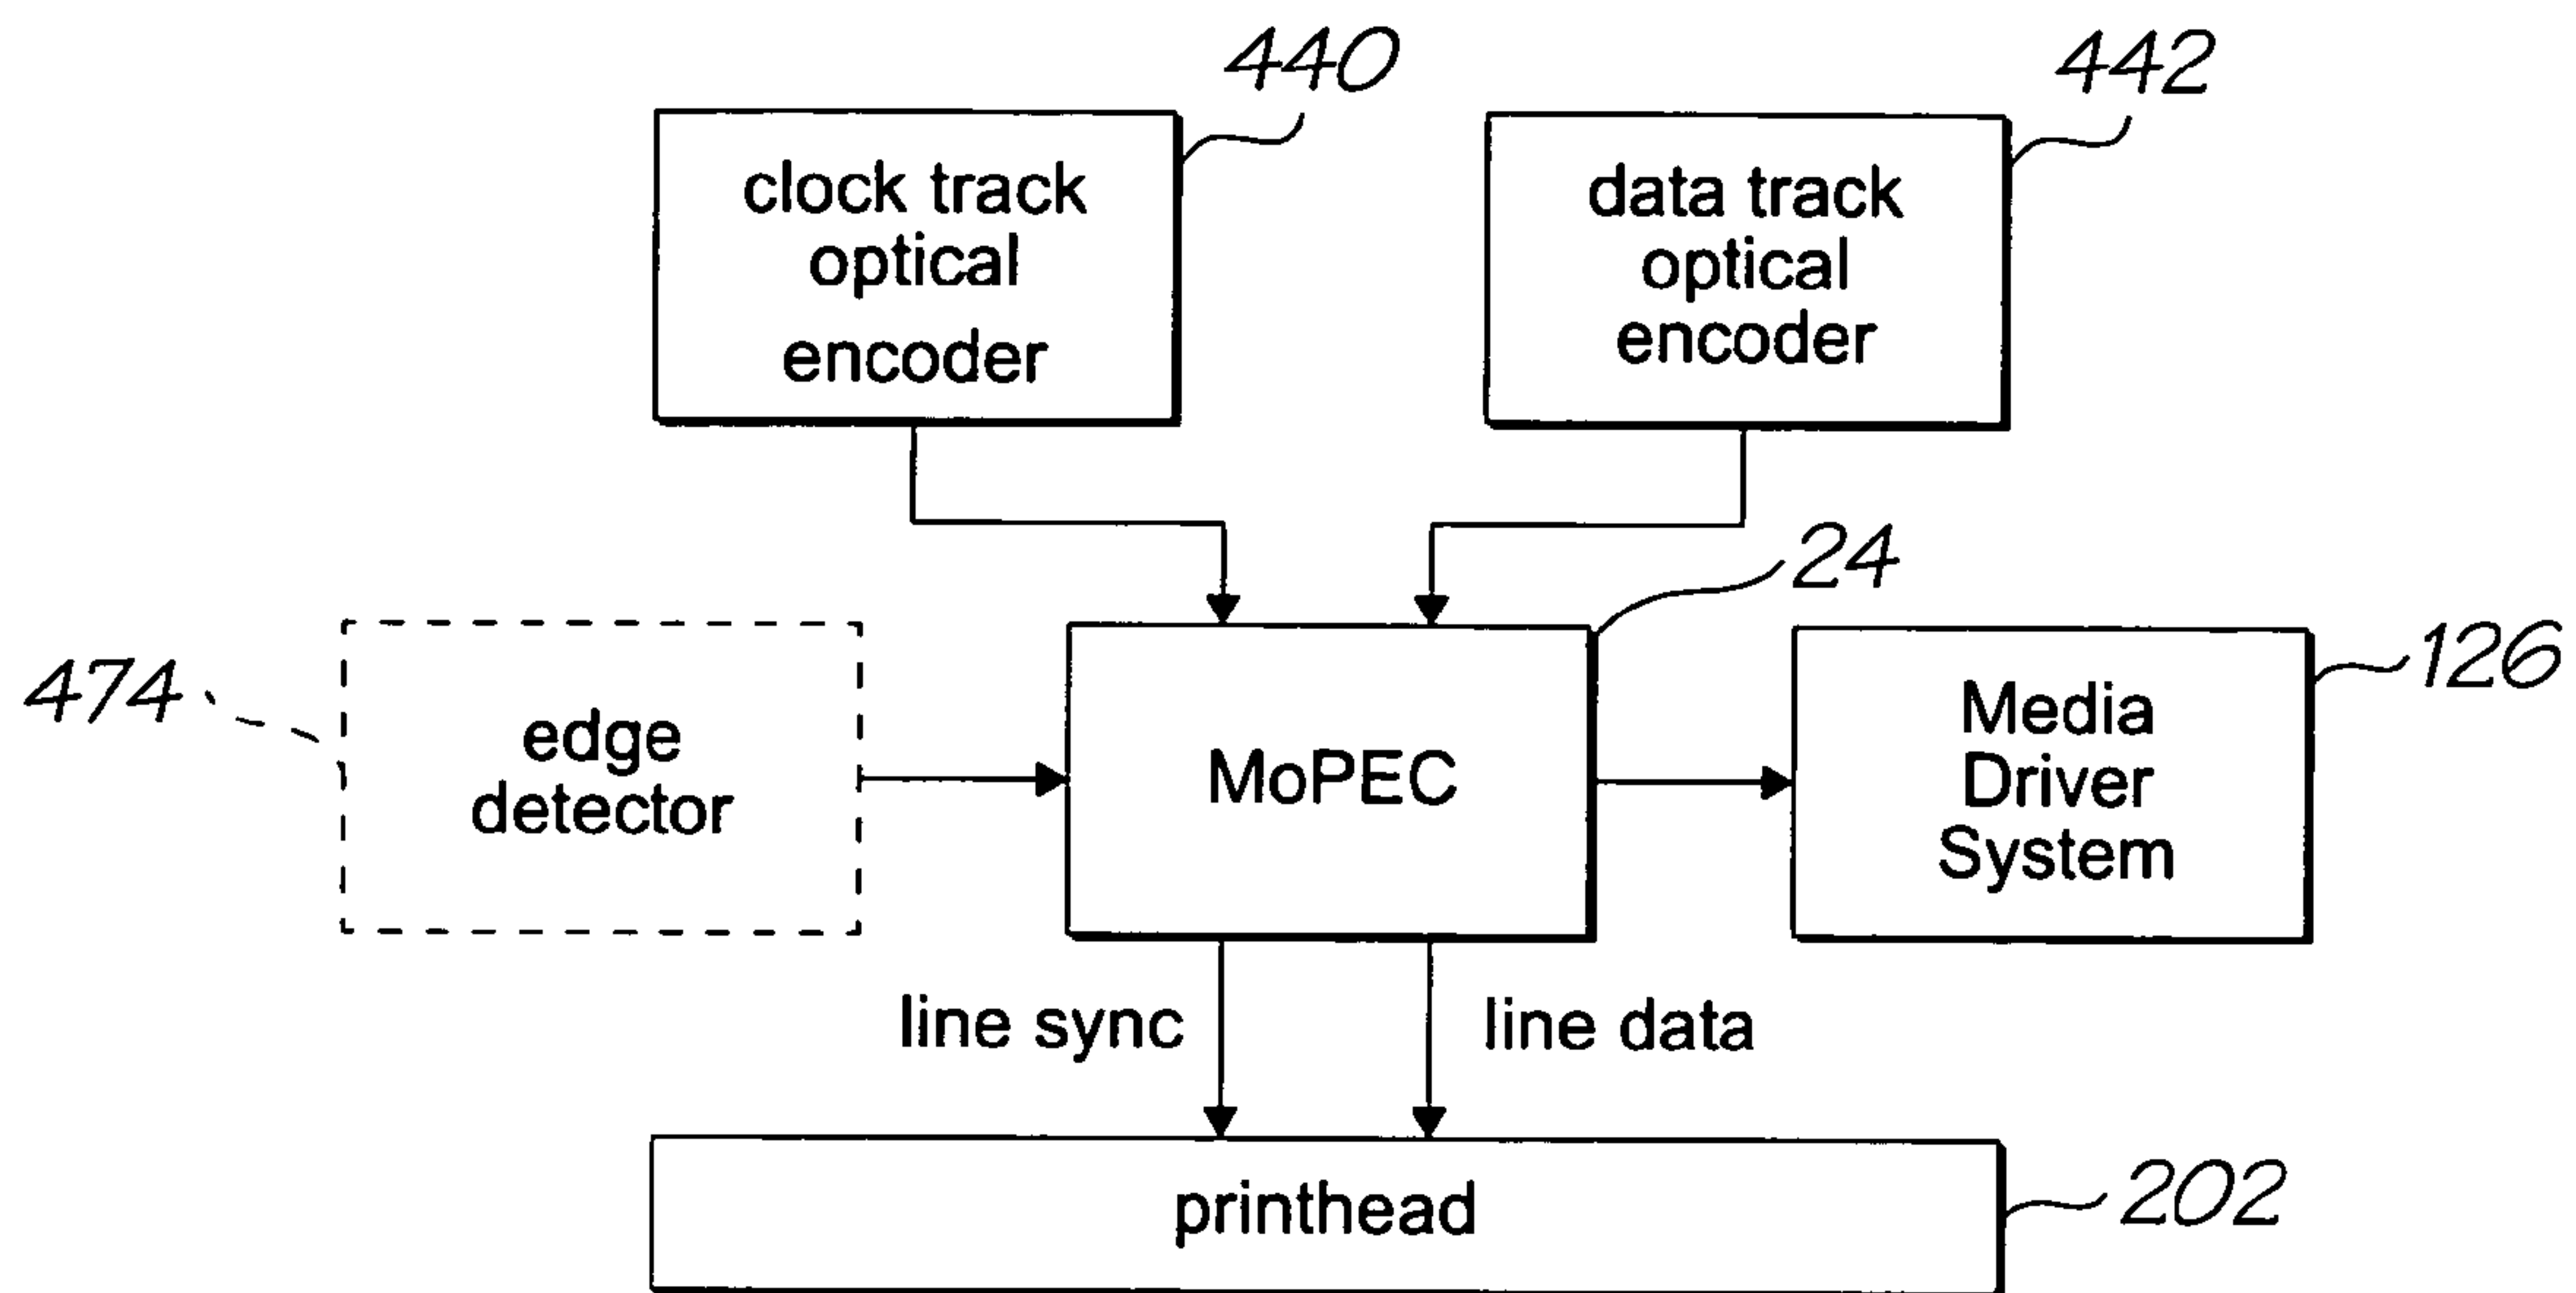 440
442
clock track
optical
encoder
data track
optical
encoder
24
474
edge
detector
MoPEC
Media
Driver
System
126
line sync
line data
printhead
202